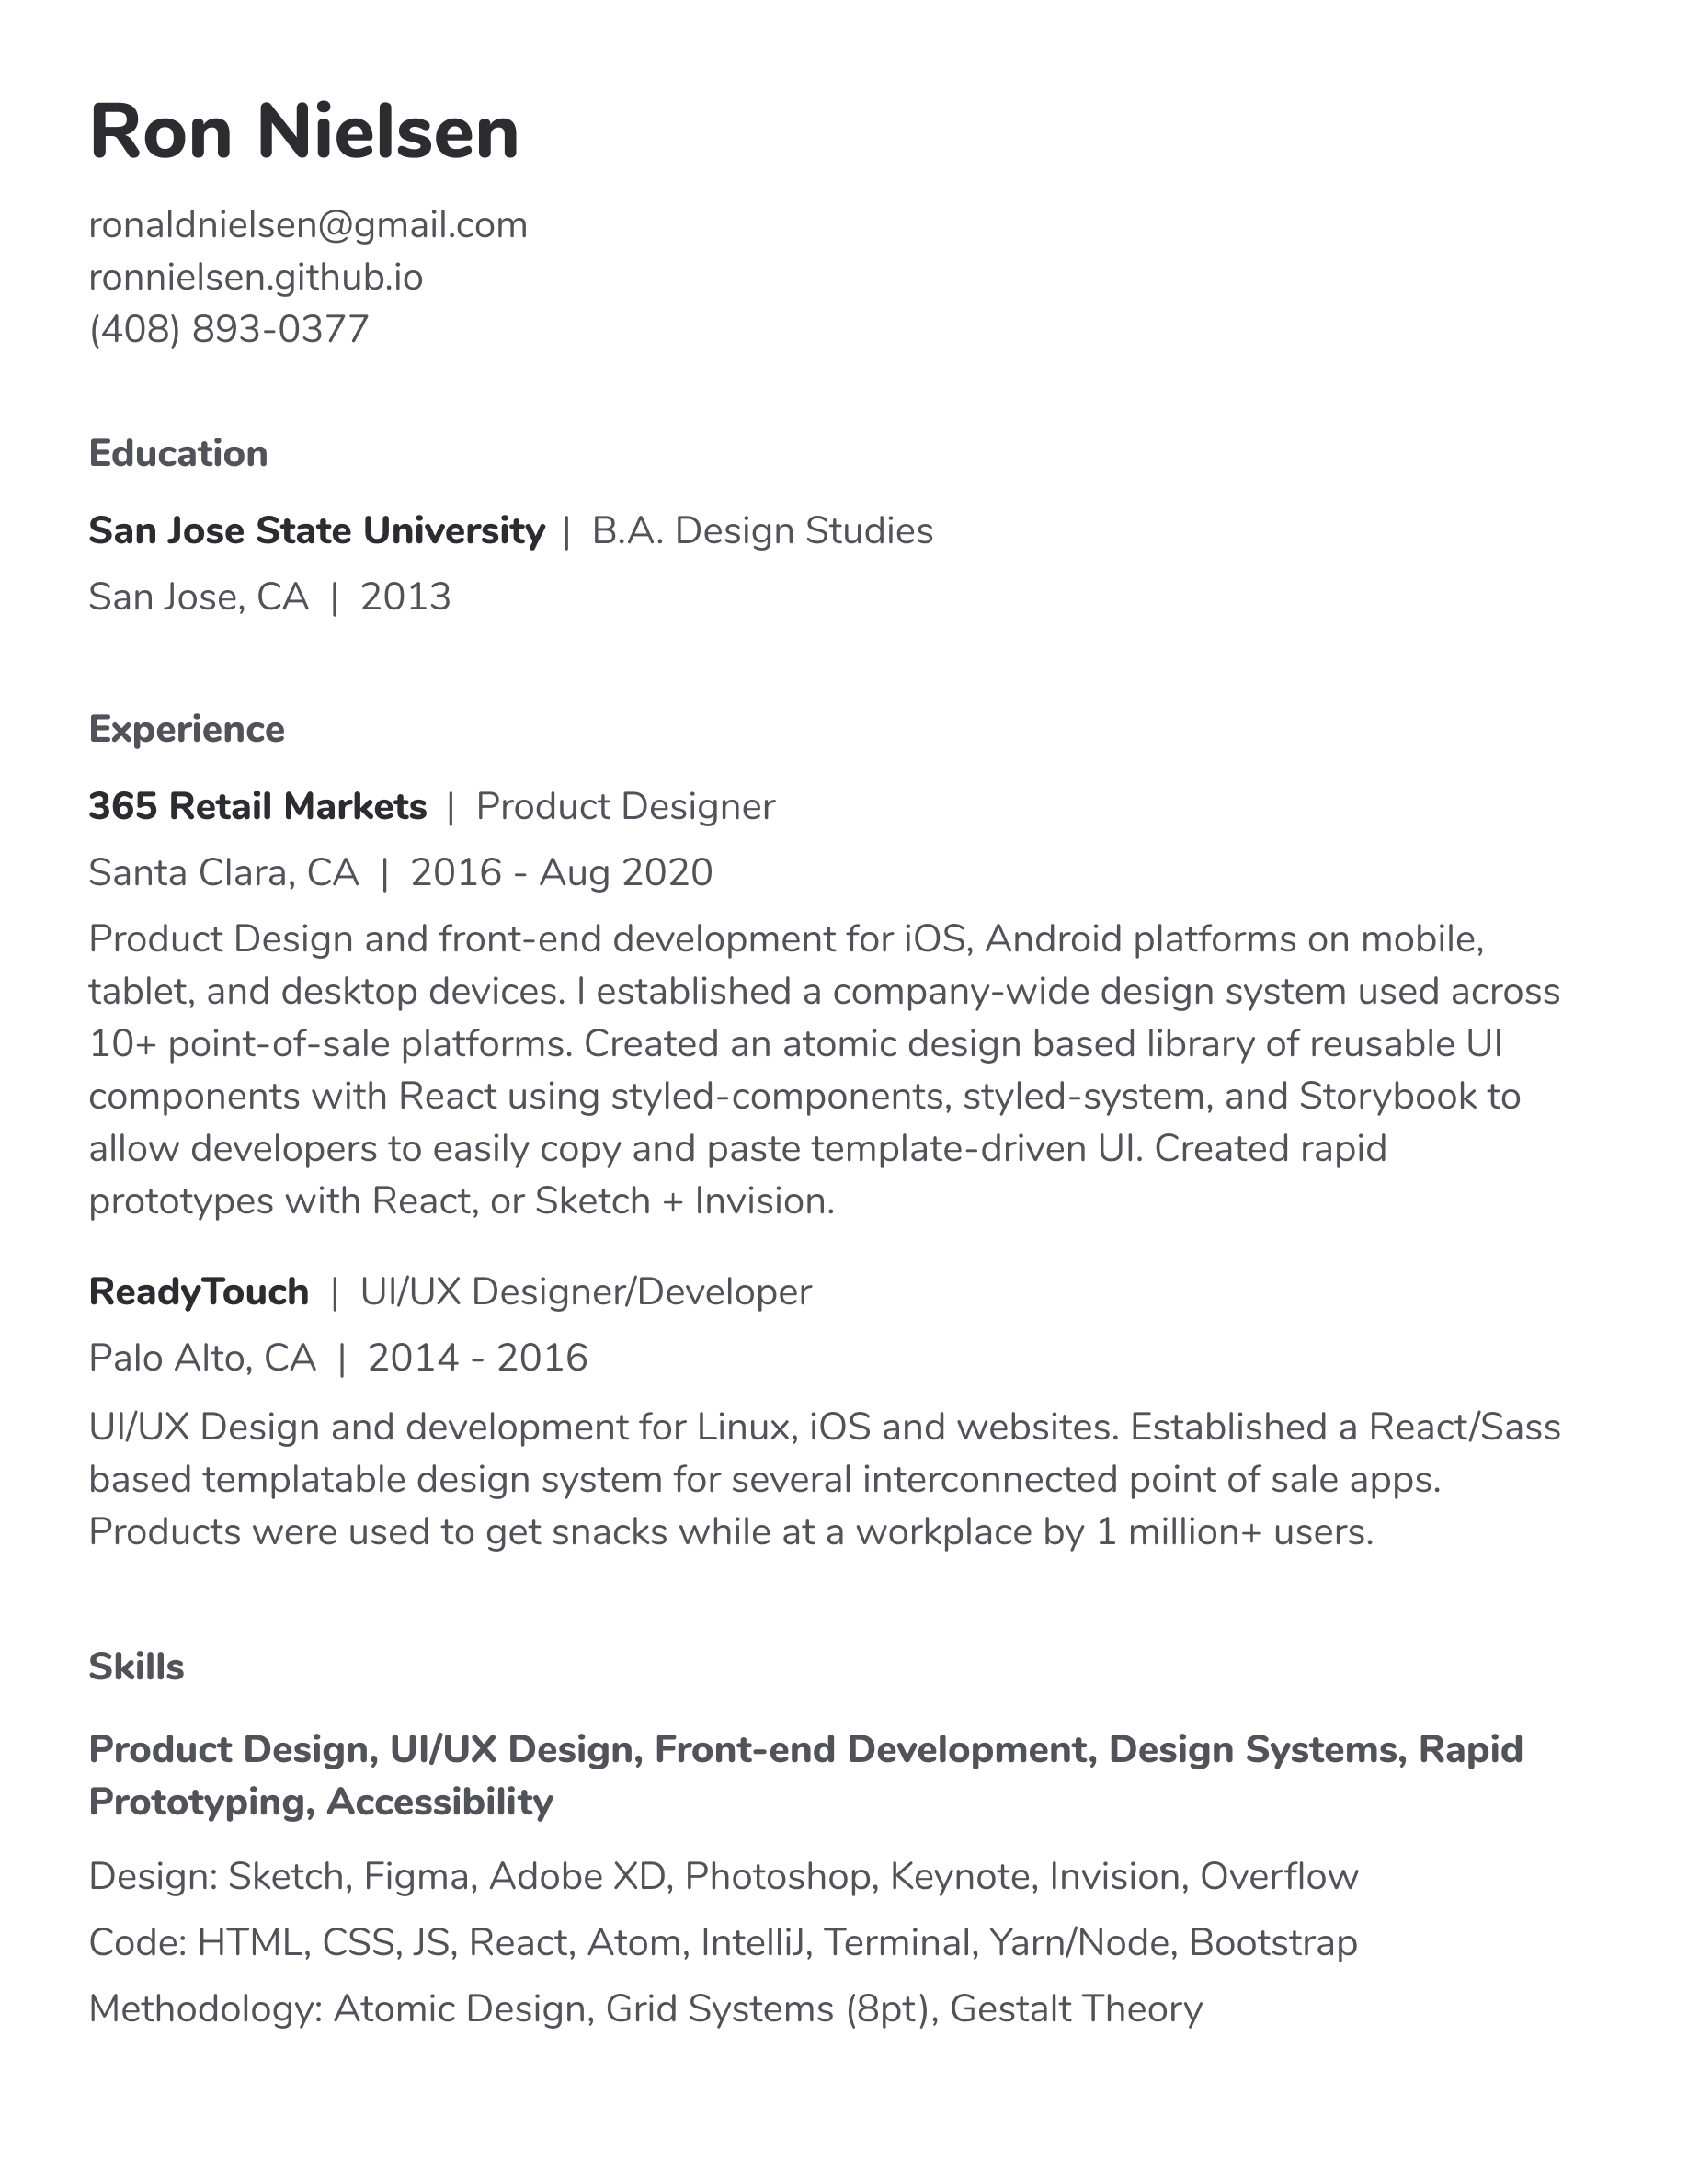 Ron Nielsen
ronaldnielsen@gmail.com
ronnielsen.github.io
(408) 893-0377
Education
San Jose State University | B.A. Design Studies
San Jose, CA | 2013
Experience
365 Retail Markets | Product Designer
Santa Clara, CA | 2016 - Aug 2020
Product Design and front-end development for iOS, Android platforms on mobile,
tablet, and desktop devices. I established a company-wide design system used across
10+ point-of-sale platforms. Created an atomic design based library of reusable UI
components with React using styled-components, styled-system, and Storybook to
allow developers to easily copy and paste template-driven UI. Created rapid
prototypes with React, or Sketch + Invision.
ReadyTouch | UI/UX Designer/Developer
Palo Alto, CA | 2014 - 2016
UI/UX Design and development for Linux, iOS and websites. Established a React/Sass
based templatable design system for several interconnected point of sale apps.
Products were used to get snacks while at a workplace by 1 million+ users.
Skills
Product Design, UI/UX Design, Front-end Development, Design Systems, Rapid
Prototyping, Accessibility
Design: Sketch, Figma, Adobe XD, Photoshop, Keynote, Invision, Overflow
Code: HTML, CSS, JS, React, Atom, IntelliJ, Terminal, Yarn/Node, Bootstrap
Methodology: Atomic Design, Grid Systems (8pt), Gestalt Theory